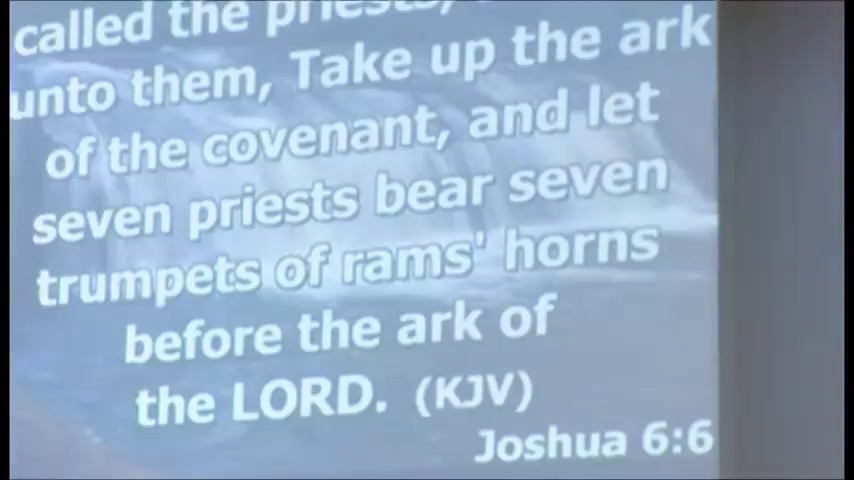 called the priests,
unto them, Take up the ark
of the covenant, and let
seven priests bear seven
trumpets of rams' horns
before the ark of
the LORD. (KJV)
Joshua 6:6